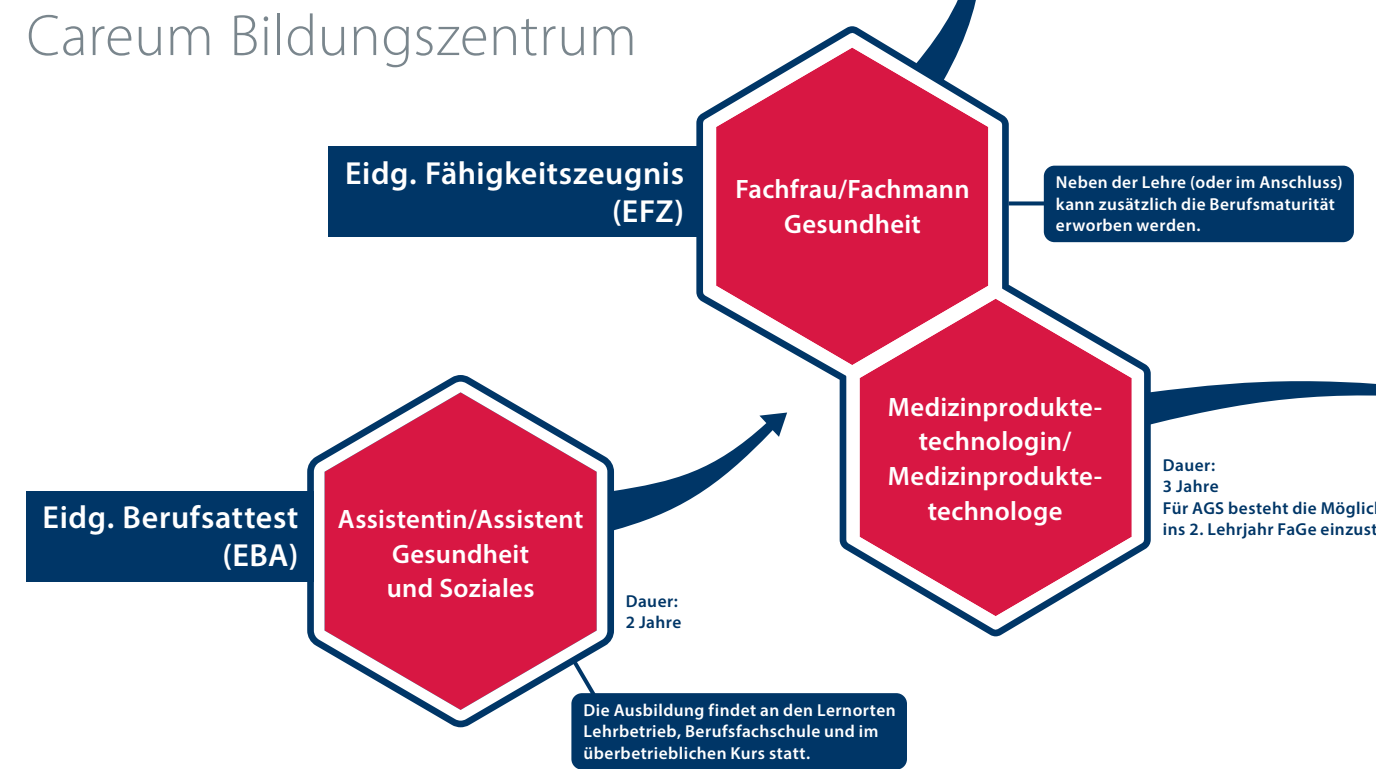 Careum Bildungszentrum
Eidg. Fähigkeitszeugnis
(EFZ)
Fachfrau/Fachmann
Gesundheit
Neben der Lehre (oder im Anschluss)
kann zusätzlich die Berufsmaturität
erworben werden.
Medizinprodukte-
technologin/
Medizinprodukte-
technologe
Dauer:
3 Jahre
Für AGS besteht die Möglich
ins 2. Lehrjahr FaGe einzust
Eidg. Berufsattest
(EBA)
Assistentin/Assistent
Gesundheit
und Soziales
Dauer:
2 Jahre
Die Ausbildung findet an den Lernorten
Lehrbetrieb, Berufsfachschule und im
überbetrieblichen Kurs statt.